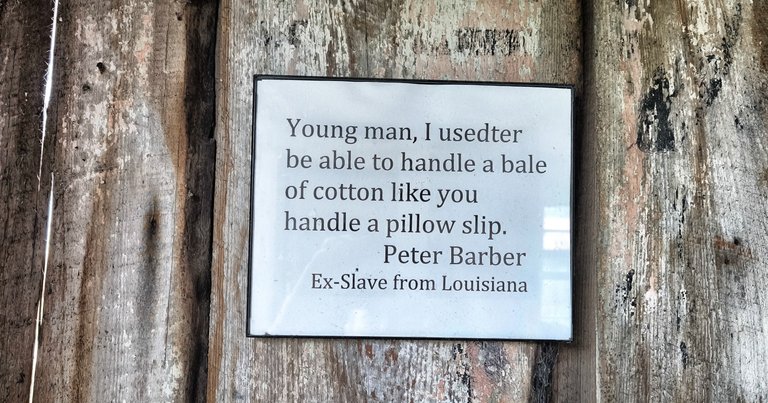 Young man, I usedter
be able to handle a bale
of cotton like you
handle a pillow slip.
Peter Barber
Ex-Slave from Louisiana